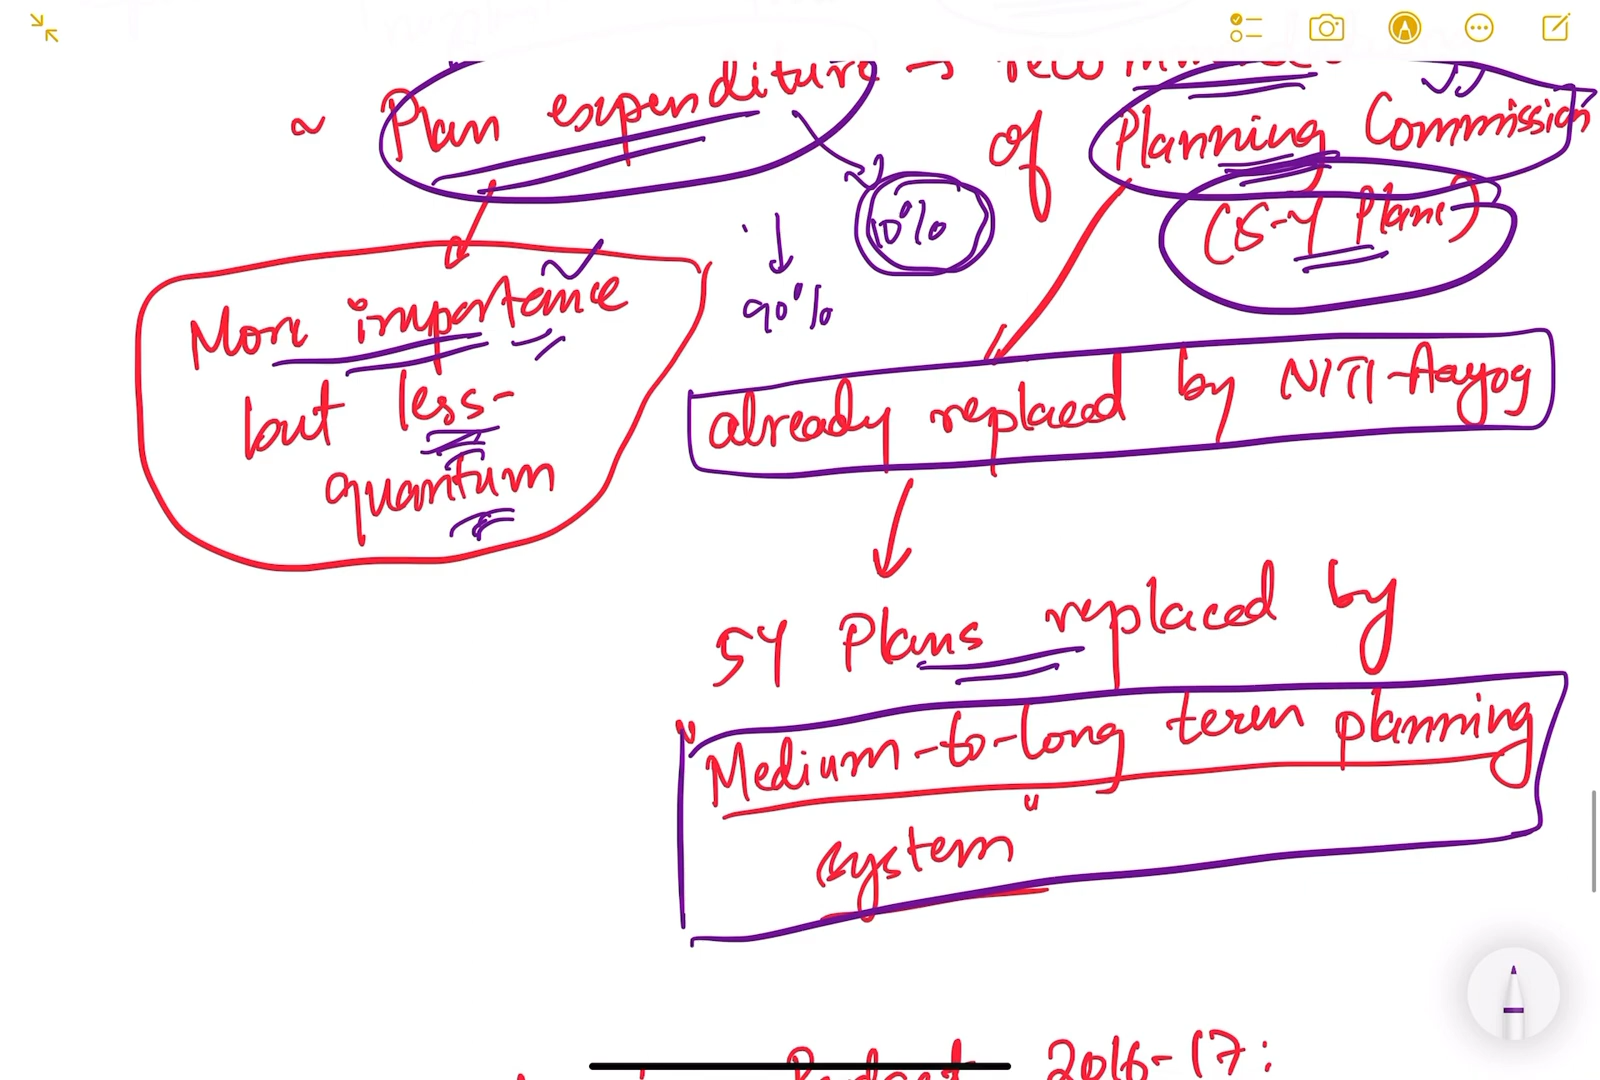 ~ Plan expenditure →
of Planning Commission
(5-Y Plans)
10%
90%
More importance
but less-
quantum
already replaced by NITI-Aayog
5Y Plans replaced by
"Medium-to-long term planning
system"
Budget 2016-17: